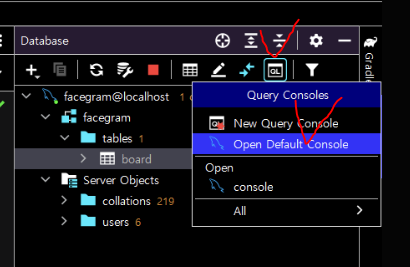 Database
QL
Query Consoles
facegram@localhost 1
facegram
New Query Console
tables 1
Open Default Console
board
Open
Server Objects
console
collations 219
users 6
All
Gradle